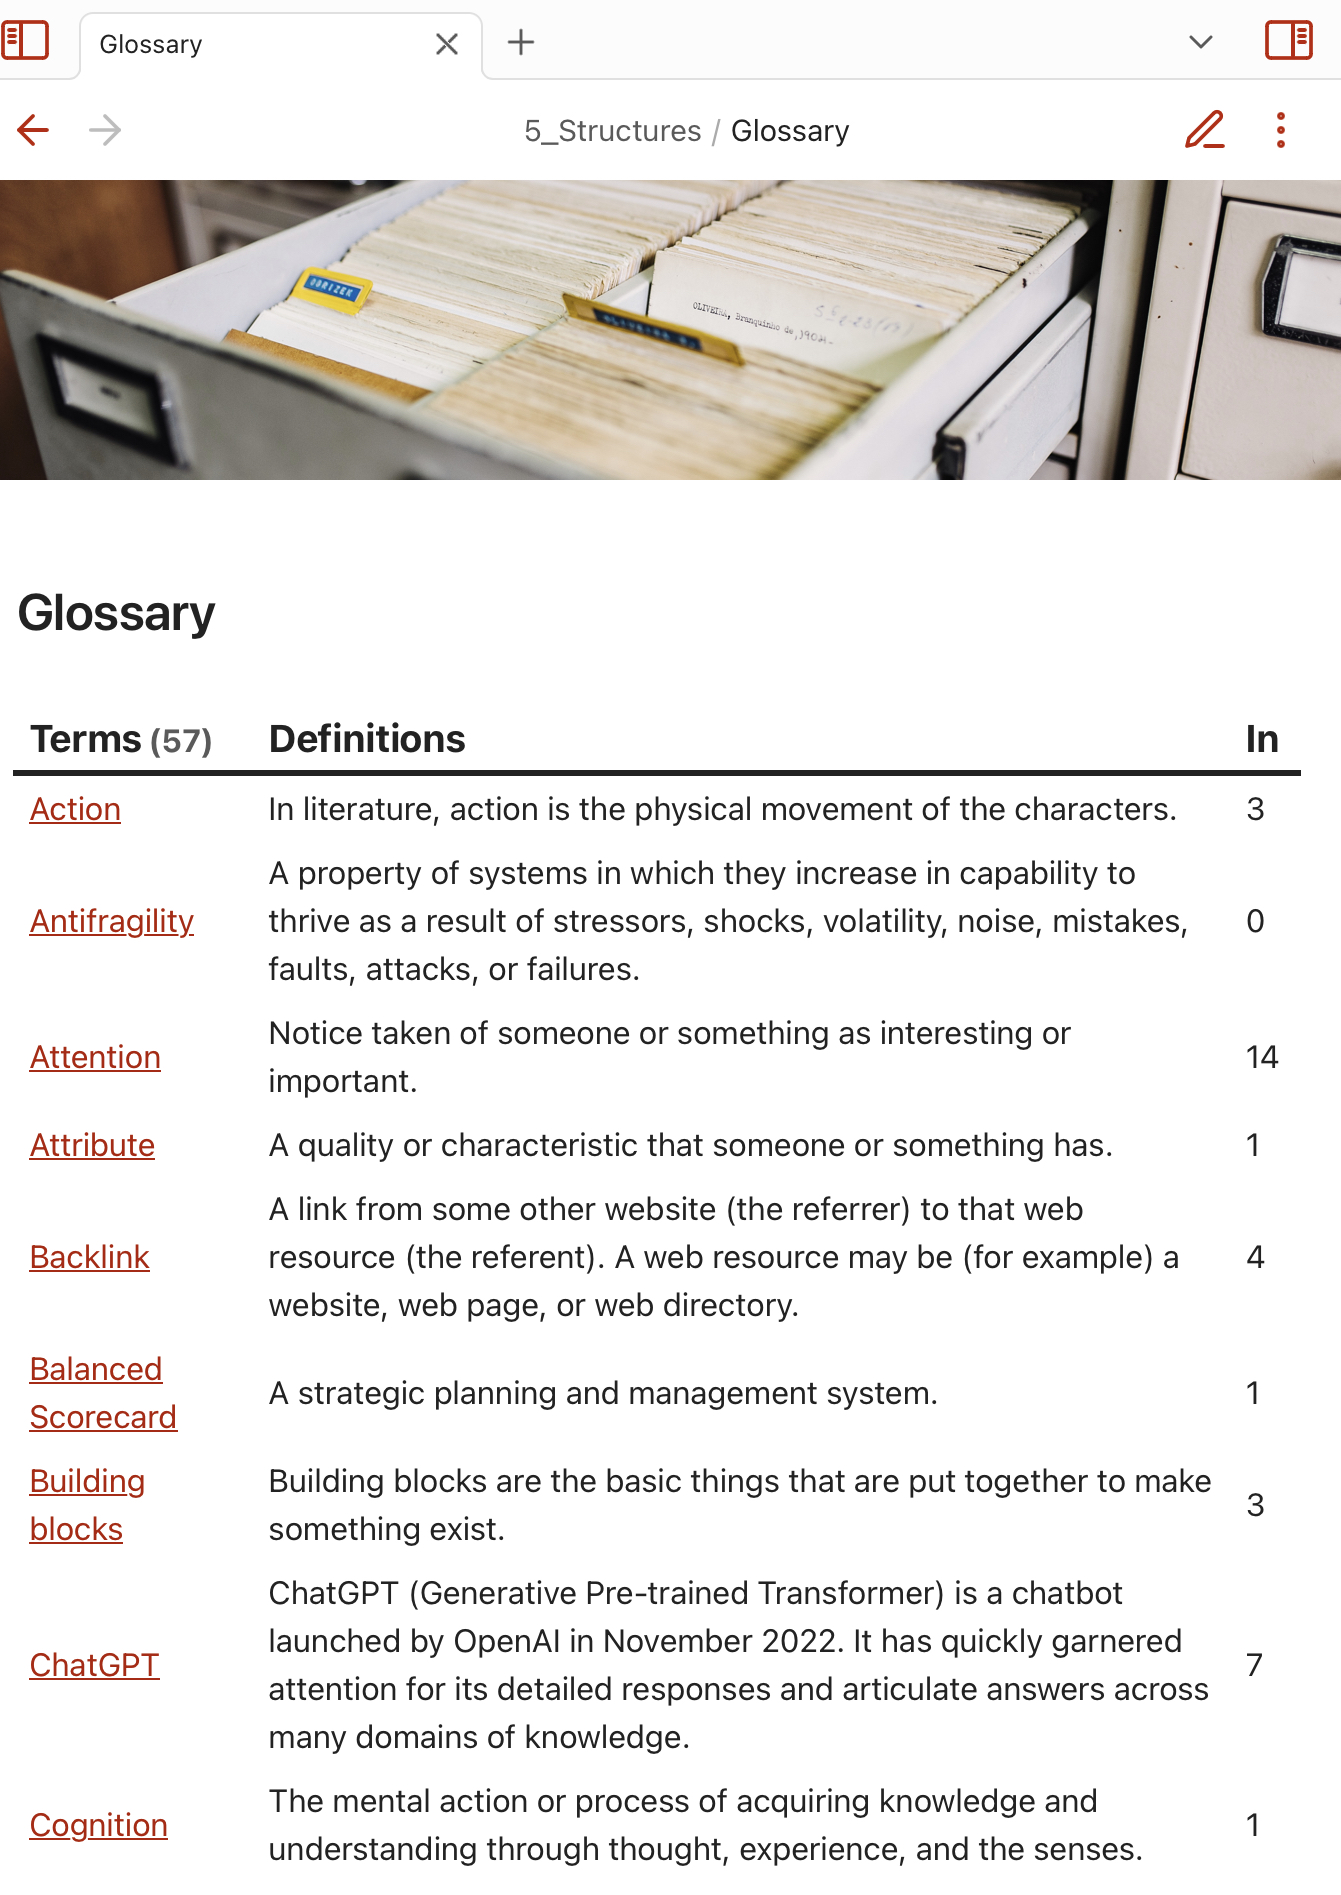 Glossary
5_Structures / Glossary
OBRIZEK
OLIVEIRA, Branquinho de, 1904-
Glossary
Terms (57) Definitions In
Action In literature, action is the physical movement of the characters. 3
A property of systems in which they increase in capability to
Antifragility thrive as a result of stressors, shocks, volatility, noise, mistakes, 0
faults, attacks, or failures.
Notice taken of someone or something as interesting or
Attention 14
important.
Attribute A quality or characteristic that someone or something has. 1
A link from some other website (the referrer) to that web
Backlink resource (the referent). A web resource may be (for example) a 4
website, web page, or web directory.
Balanced
A strategic planning and management system. 1
Scorecard
Building Building blocks are the basic things that are put together to make
3
blocks something exist.
ChatGPT (Generative Pre-trained Transformer) is a chatbot
launched by OpenAI in November 2022. It has quickly garnered
ChatGPT 7
attention for its detailed responses and articulate answers across
many domains of knowledge.
The mental action or process of acquiring knowledge and
Cognition 1
understanding through thought, experience, and the senses.